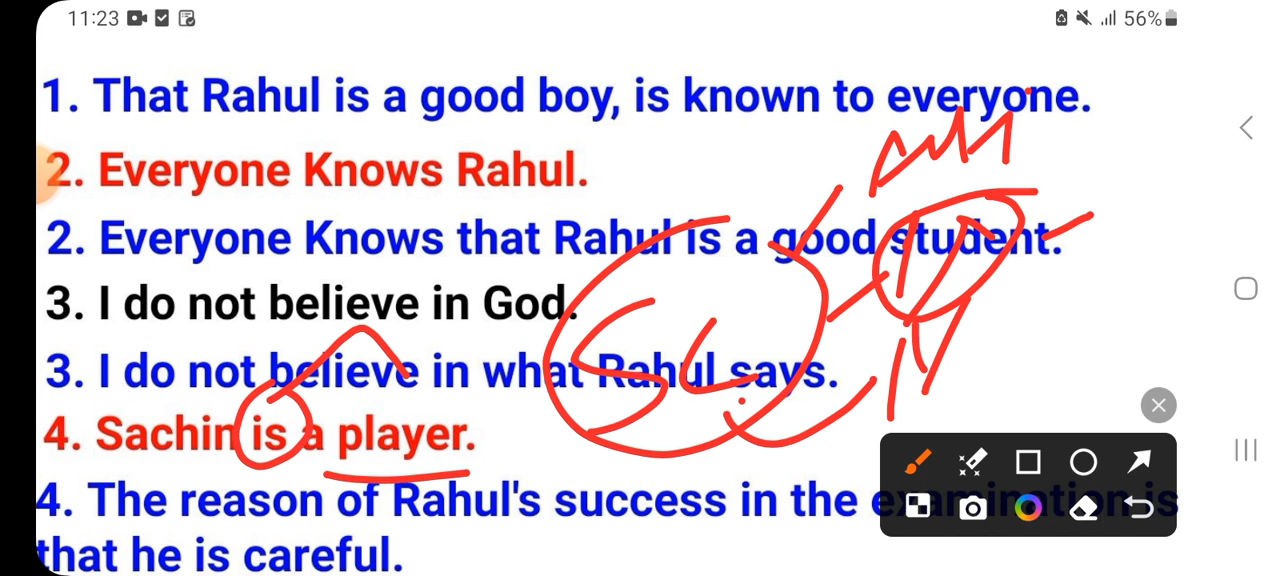 11:23
56%
1. That Rahul is a good boy, is known to everyone.
2. Everyone Knows Rahul.
2. Everyone Knows that Rahul is a good student.
3. I do not believe in God.
3. I do not believe in what Rahul says.
4. Sachin is a player.
4. The reason of Rahul's success in the examination is
that he is careful.